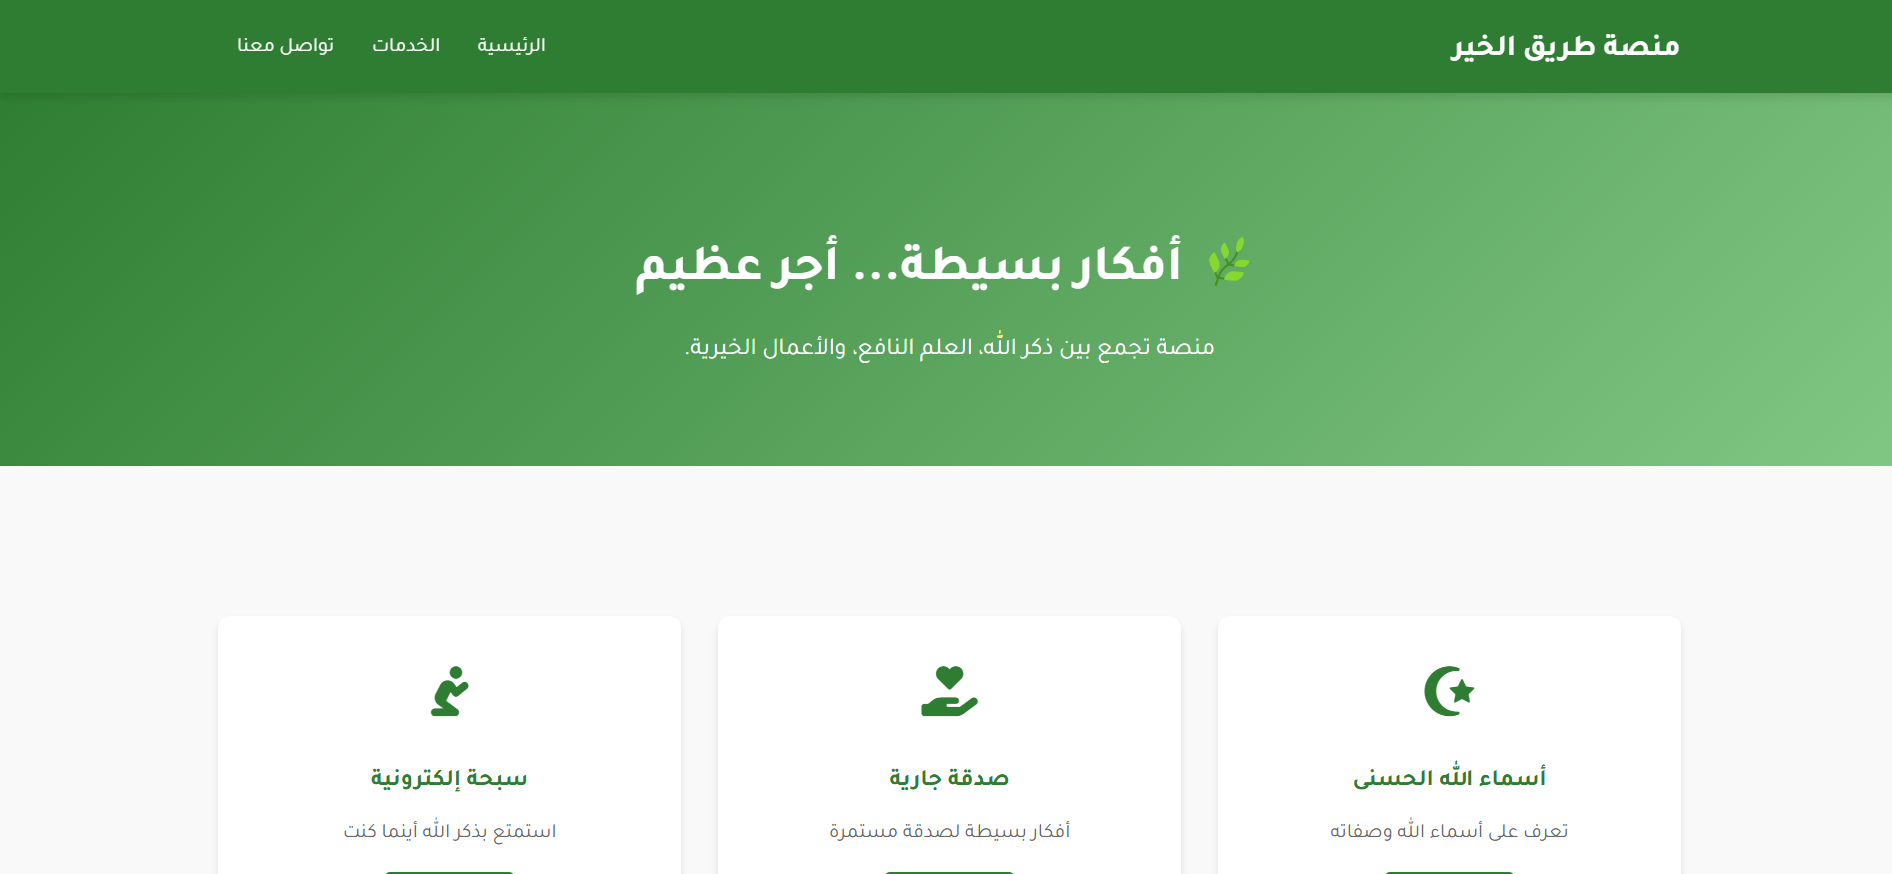 منصة طريق الخير
الرئيسية
الخدمات
تواصل معنا
أفكار بسيطة... أجر عظيم
منصة تجمع بين ذكر الله، العلم النافع، والأعمال الخيرية.
أسماء الله الحسنى
تعرف على أسماء الله وصفاته
صدقة جارية
أفكار بسيطة لصدقة مستمرة
سبحة إلكترونية
استمتع بذكر الله أينما كنت